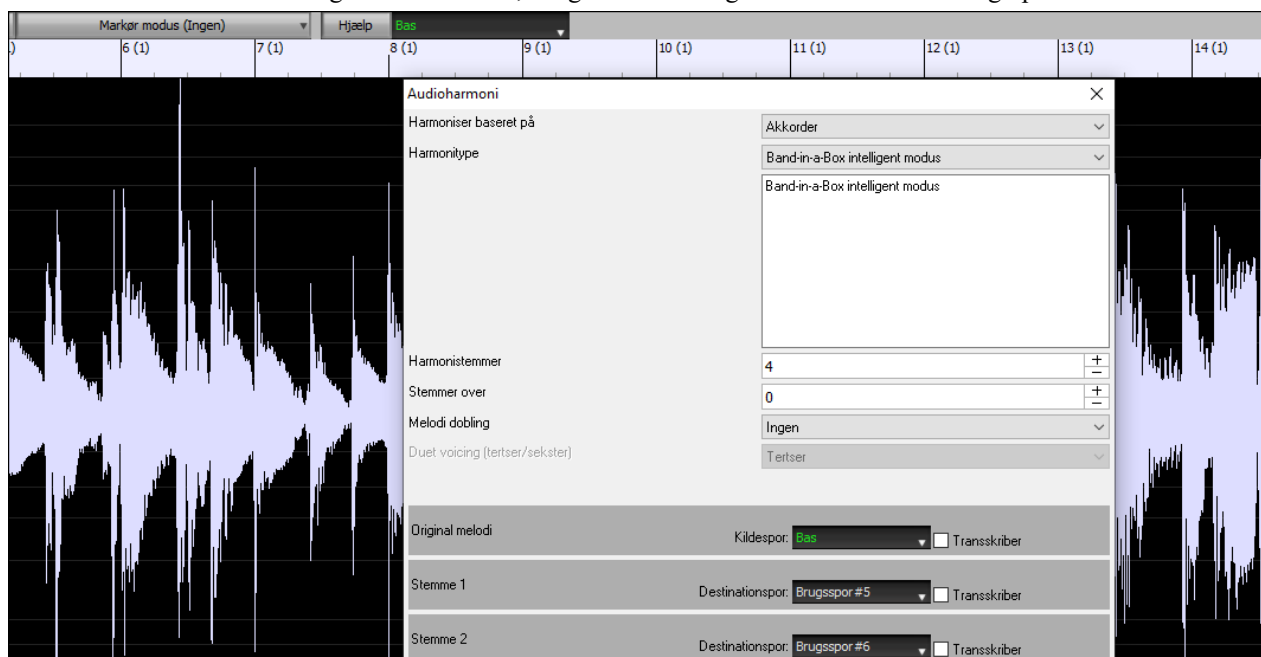 Markør modus (Ingen) Hjælp Bas
6 (1) 7 (1) 8 (1) 9 (1) 10 (1) 11 (1) 12 (1) 13 (1) 14 (1)
Audioharmoni
Harmoniser baseret på Akkorder
Harmonitype Band-in-a-Box intelligent modus
Band-in-a-Box intelligent modus
Harmonistemmer 4
Stemmer over 0
Melodi dobling Ingen
Duet voicing (tertser/sekster) Tertser
Original melodi Kildespor: Bas Transskriber
Stemme 1 Destinationspor: Brugsspor #5 Transskriber
Stemme 2 Destinationspor: Brugsspor #6 Transskriber